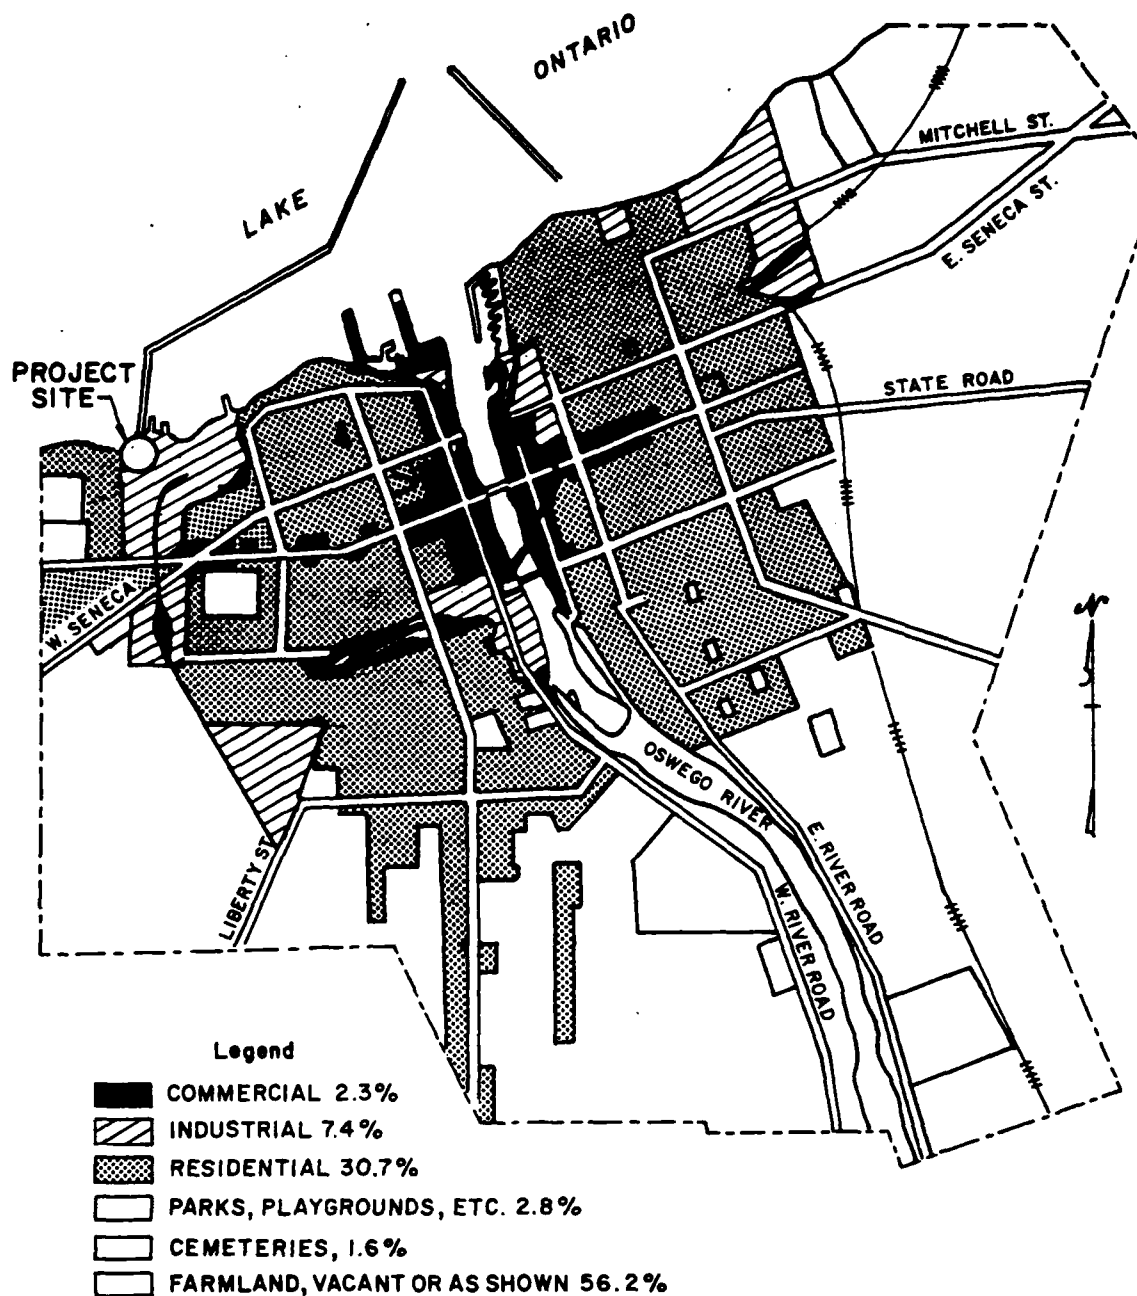 LAKE
ONTARIO
MITCHELL ST.
E. SENECA ST.
STATE ROAD
PROJECT
SITE
W. SENECA
N
OSWEGO RIVER
LIBERTY ST.
E. RIVER ROAD
W. RIVER ROAD
Legend
COMMERCIAL 2.3%
INDUSTRIAL 7.4%
RESIDENTIAL 30.7%
PARKS, PLAYGROUNDS, ETC. 2.8%
CEMETERIES, 1.6%
FARMLAND, VACANT OR AS SHOWN 56.2%